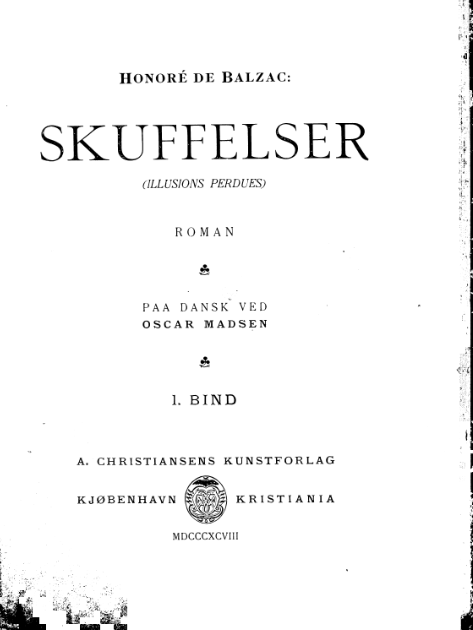 HONORÉ DE BALZAC:
SKUFFELSER
(ILLUSIONS PERDUES)
ROMAN
PAA DANSK VED
OSCAR MADSEN
1. BIND
A. CHRISTIANSENS KUNSTFORLAG
KJØBENHAVN KRISTIANIA
MDCCCXCVIII